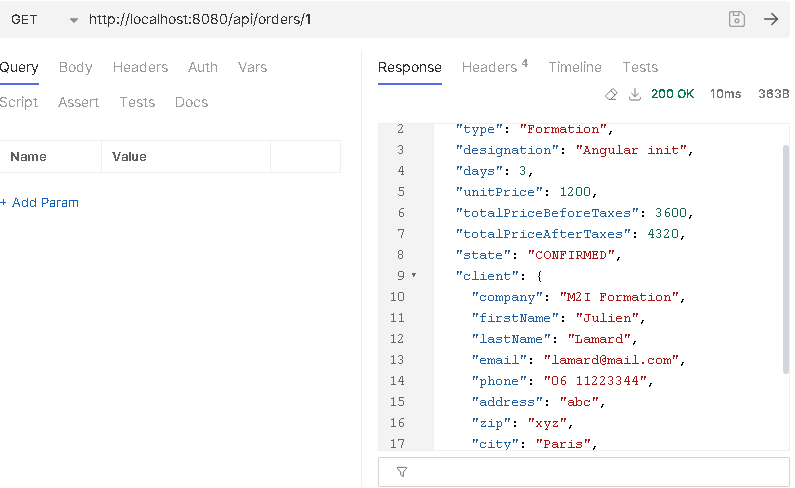 GET http://localhost:8080/api/orders/1
Query Body Headers Auth Vars
Script Assert Tests Docs
Name Value
+ Add Param
Response Headers 4 Timeline Tests
200 OK 10ms 363B
2 "type": "Formation",
3 "designation": "Angular init",
4 "days": 3,
5 "unitPrice": 1200,
6 "totalPriceBeforeTaxes": 3600,
7 "totalPriceAfterTaxes": 4320,
8 "state": "CONFIRMED",
9 "client": {
10 "company": "M2I Formation",
11 "firstName": "Julien",
12 "lastName": "Lamard",
13 "email": "lamard@mail.com",
14 "phone": "06 11223344",
15 "address": "abc",
16 "zip": "xyz",
17 "city": "Paris",